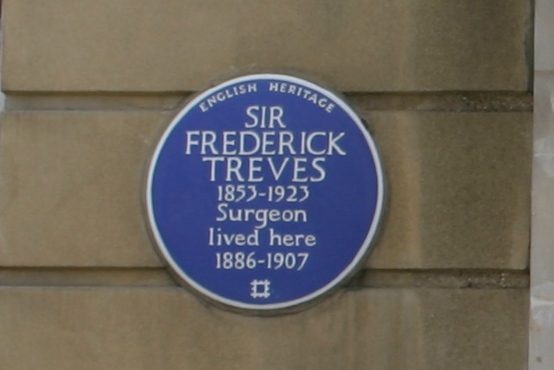 ENGLISH HERITAGE
SIR
FREDERICK
TREVES
1853-1923
Surgeon
lived here
1886-1907